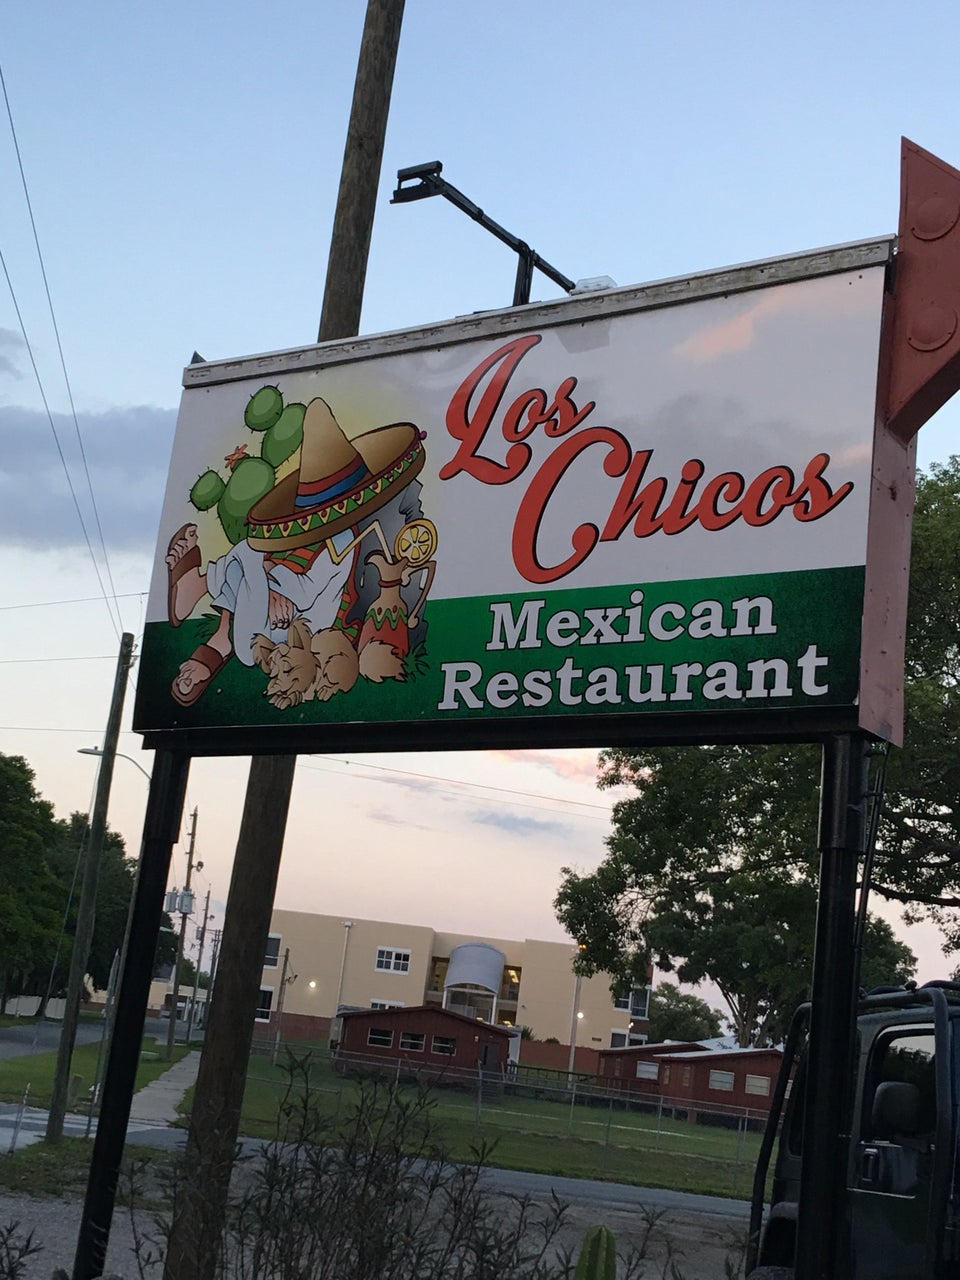 Los
Chicos
Mexican
Restaurant